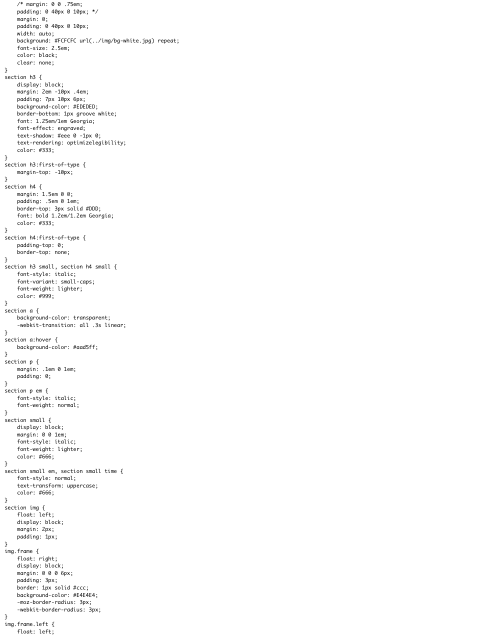 /* margin: 0 0 .75em;
padding: 0 40px 0 10px; */
margin: 0;
padding: 0 40px 0 10px;
width: auto;
background: #FCFCFC url(../img/bg-white.jpg) repeat;
font-size: 2.5em;
color: black;
clear: none;
}
section h3 {
display: block;
margin: 2em -10px .4em;
padding: 7px 10px 6px;
background-color: #EDEDED;
border-bottom: 1px groove white;
font: 1.25em/1em Georgia;
font-effect: engraved;
text-shadow: #eee 0 -1px 0;
text-rendering: optimizelegibility;
color: #333;
}
section h3:first-of-type {
margin-top: -10px;
}
section h4 {
margin: 1.5em 0 0;
padding: .5em 0 1em;
border-top: 3px solid #DDD;
font: bold 1.2em/1.2em Georgia;
color: #333;
}
section h4:first-of-type {
padding-top: 0;
border-top: none;
}
section h3 small, section h4 small {
font-style: italic;
font-variant: small-caps;
font-weight: lighter;
color: #999;
}
section a {
background-color: transparent;
-webkit-transition: all .3s linear;
}
section a:hover {
background-color: #aad5ff;
}
section p {
margin: .1em 0 1em;
padding: 0;
}
section p em {
font-style: italic;
font-weight: normal;
}
section small {
display: block;
margin: 0 0 1em;
font-style: italic;
font-weight: lighter;
color: #666;
}
section small em, section small time {
font-style: normal;
text-transform: uppercase;
color: #666;
}
section img {
float: left;
display: block;
margin: 2px;
padding: 1px;
}
img.frame {
float: right;
display: block;
margin: 0 0 0 6px;
padding: 3px;
border: 1px solid #ccc;
background-color: #E4E4E4;
-moz-border-radius: 3px;
-webkit-border-radius: 3px;
}
img.frame.left {
float: left;